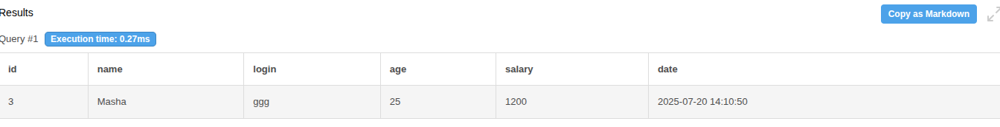 Results
Copy as Markdown
Query #1 Execution time: 0.27ms
id name login age salary date
3 Masha ggg 25 1200 2025-07-20 14:10:50